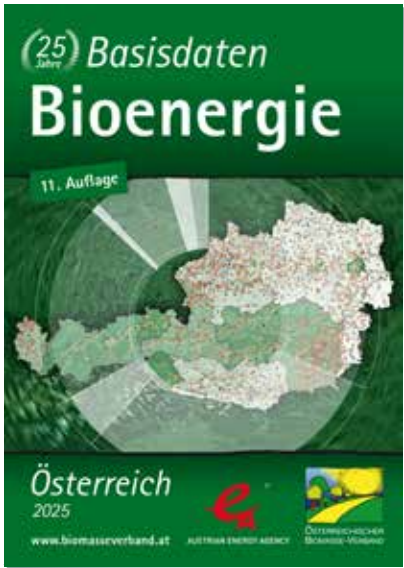 25 Jahre
Basisdaten
Bioenergie
11. Auflage
Österreich
2025
www.biomasseverband.at
AUSTRIAN ENERGY AGENCY
ÖSTERREICHISCHER
BIOMASSE-VERBAND